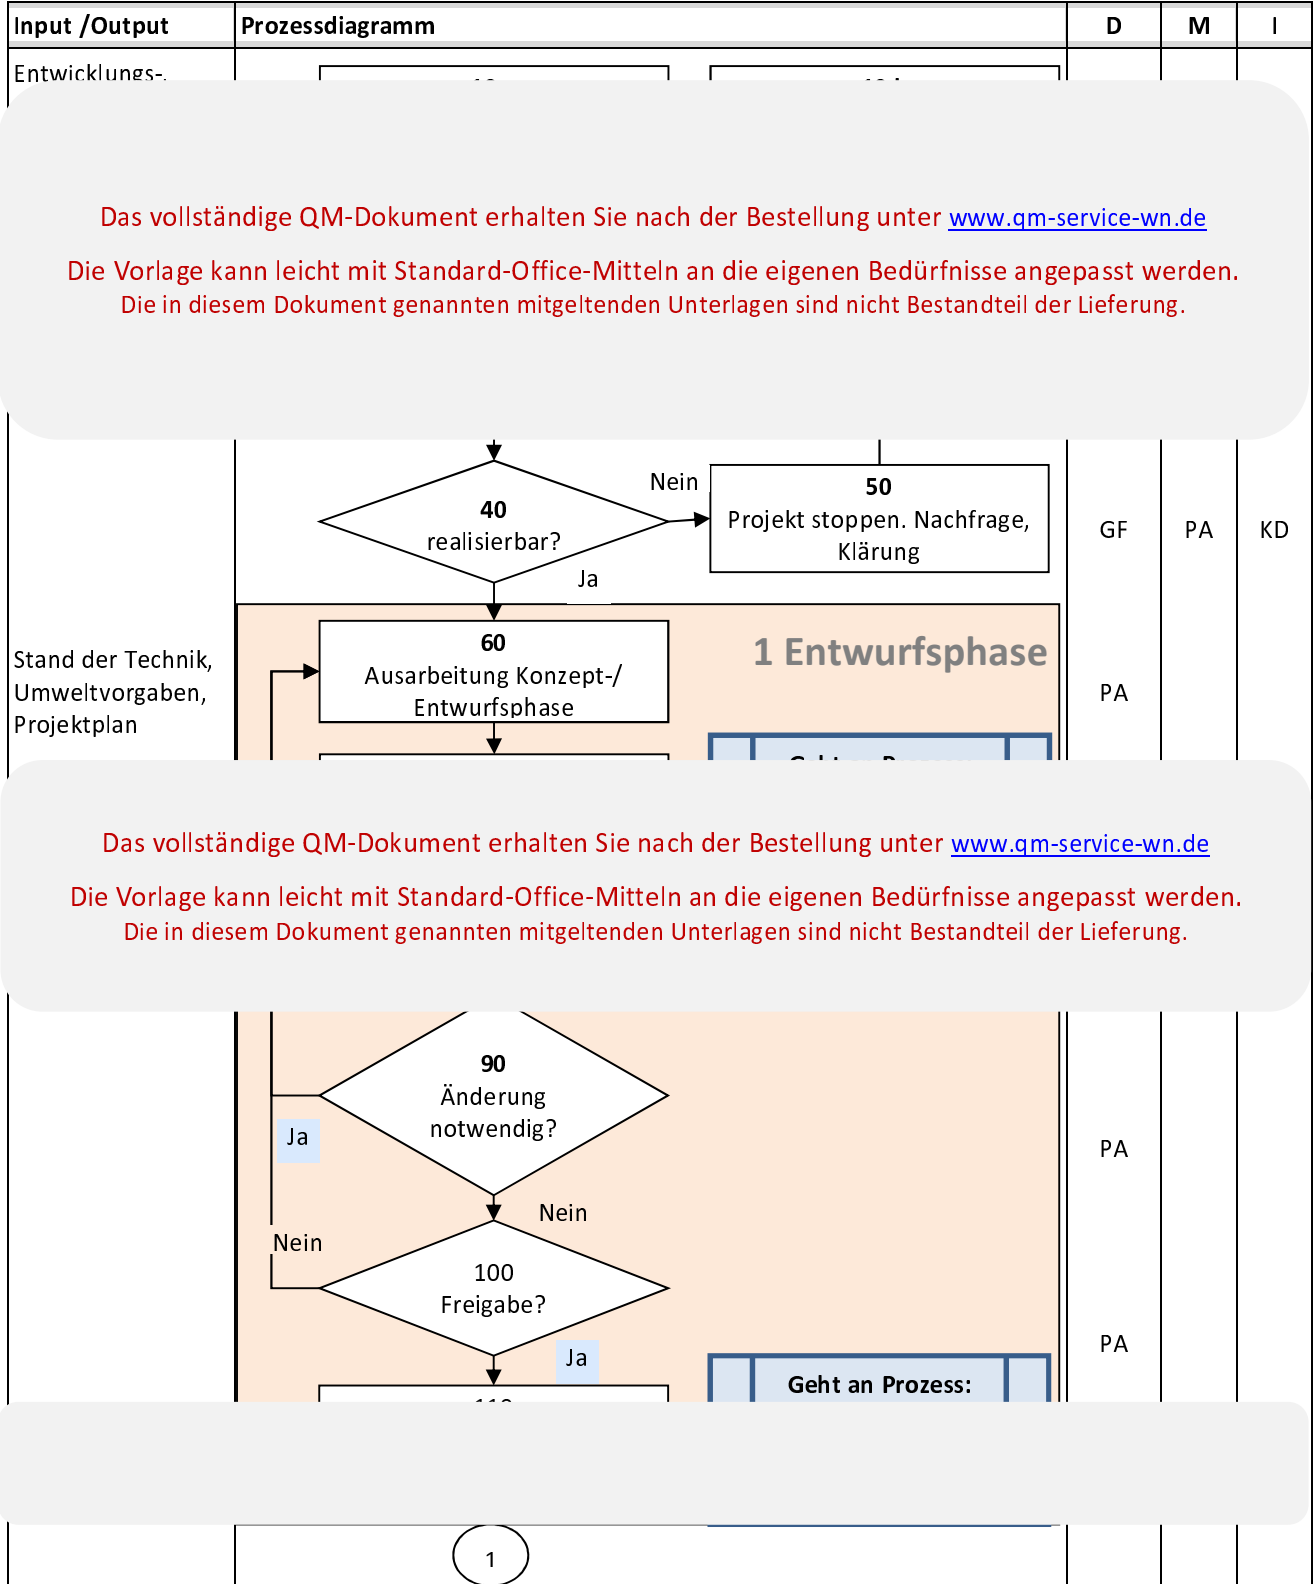 Input /Output
Prozessdiagramm
D
M
I
Entwicklungs-,
Das vollständige QM-Dokument erhalten Sie nach der Bestellung unter www.qm-service-wn.de
Die Vorlage kann leicht mit Standard-Office-Mitteln an die eigenen Bedürfnisse angepasst werden.
Die in diesem Dokument genannten mitgeltenden Unterlagen sind nicht Bestandteil der Lieferung.
40
realisierbar?
Nein
50
Projekt stoppen. Nachfrage,
Klärung
GF
PA
KD
Ja
60
Ausarbeitung Konzept-/
Entwurfsphase
1 Entwurfsphase
Stand der Technik,
Umweltvorgaben,
Projektplan
PA
Das vollständige QM-Dokument erhalten Sie nach der Bestellung unter www.qm-service-wn.de
Die Vorlage kann leicht mit Standard-Office-Mitteln an die eigenen Bedürfnisse angepasst werden.
Die in diesem Dokument genannten mitgeltenden Unterlagen sind nicht Bestandteil der Lieferung.
90
Änderung
notwendig?
Ja
PA
Nein
Nein
100
Freigabe?
PA
Ja
Geht an Prozess:
1